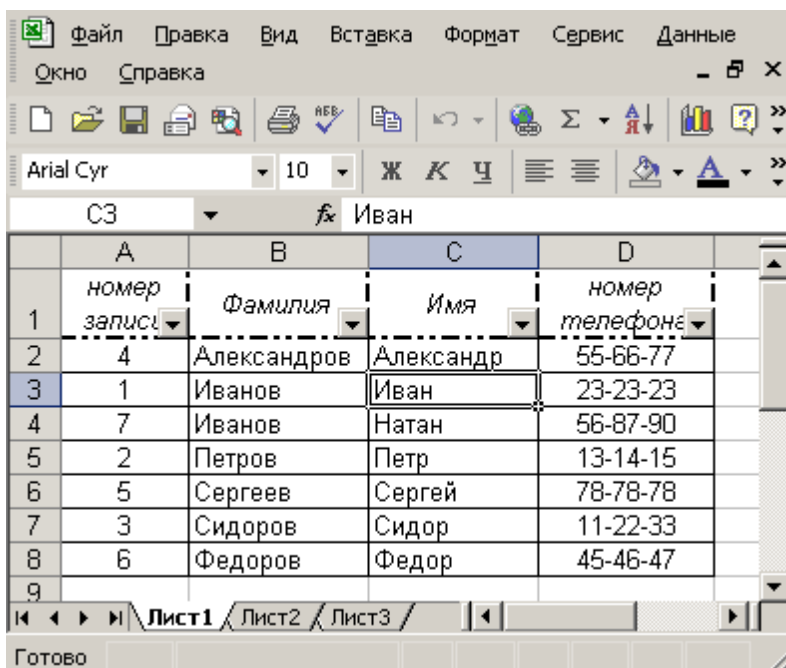 Файл Правка Вид Вставка Формат Сервис Данные
Окно Справка
Arial Cyr 10 Ж К Ч
C3 fx Иван
A B C D
номер
записи Фамилия Имя номер
1 телефона
2 4 Александров Александр 55-66-77
3 1 Иванов Иван 23-23-23
4 7 Иванов Натан 56-87-90
5 2 Петров Петр 13-14-15
6 5 Сергеев Сергей 78-78-78
7 3 Сидоров Сидор 11-22-33
8 6 Федоров Федор 45-46-47
9
Лист1 Лист2 Лист3
Готово